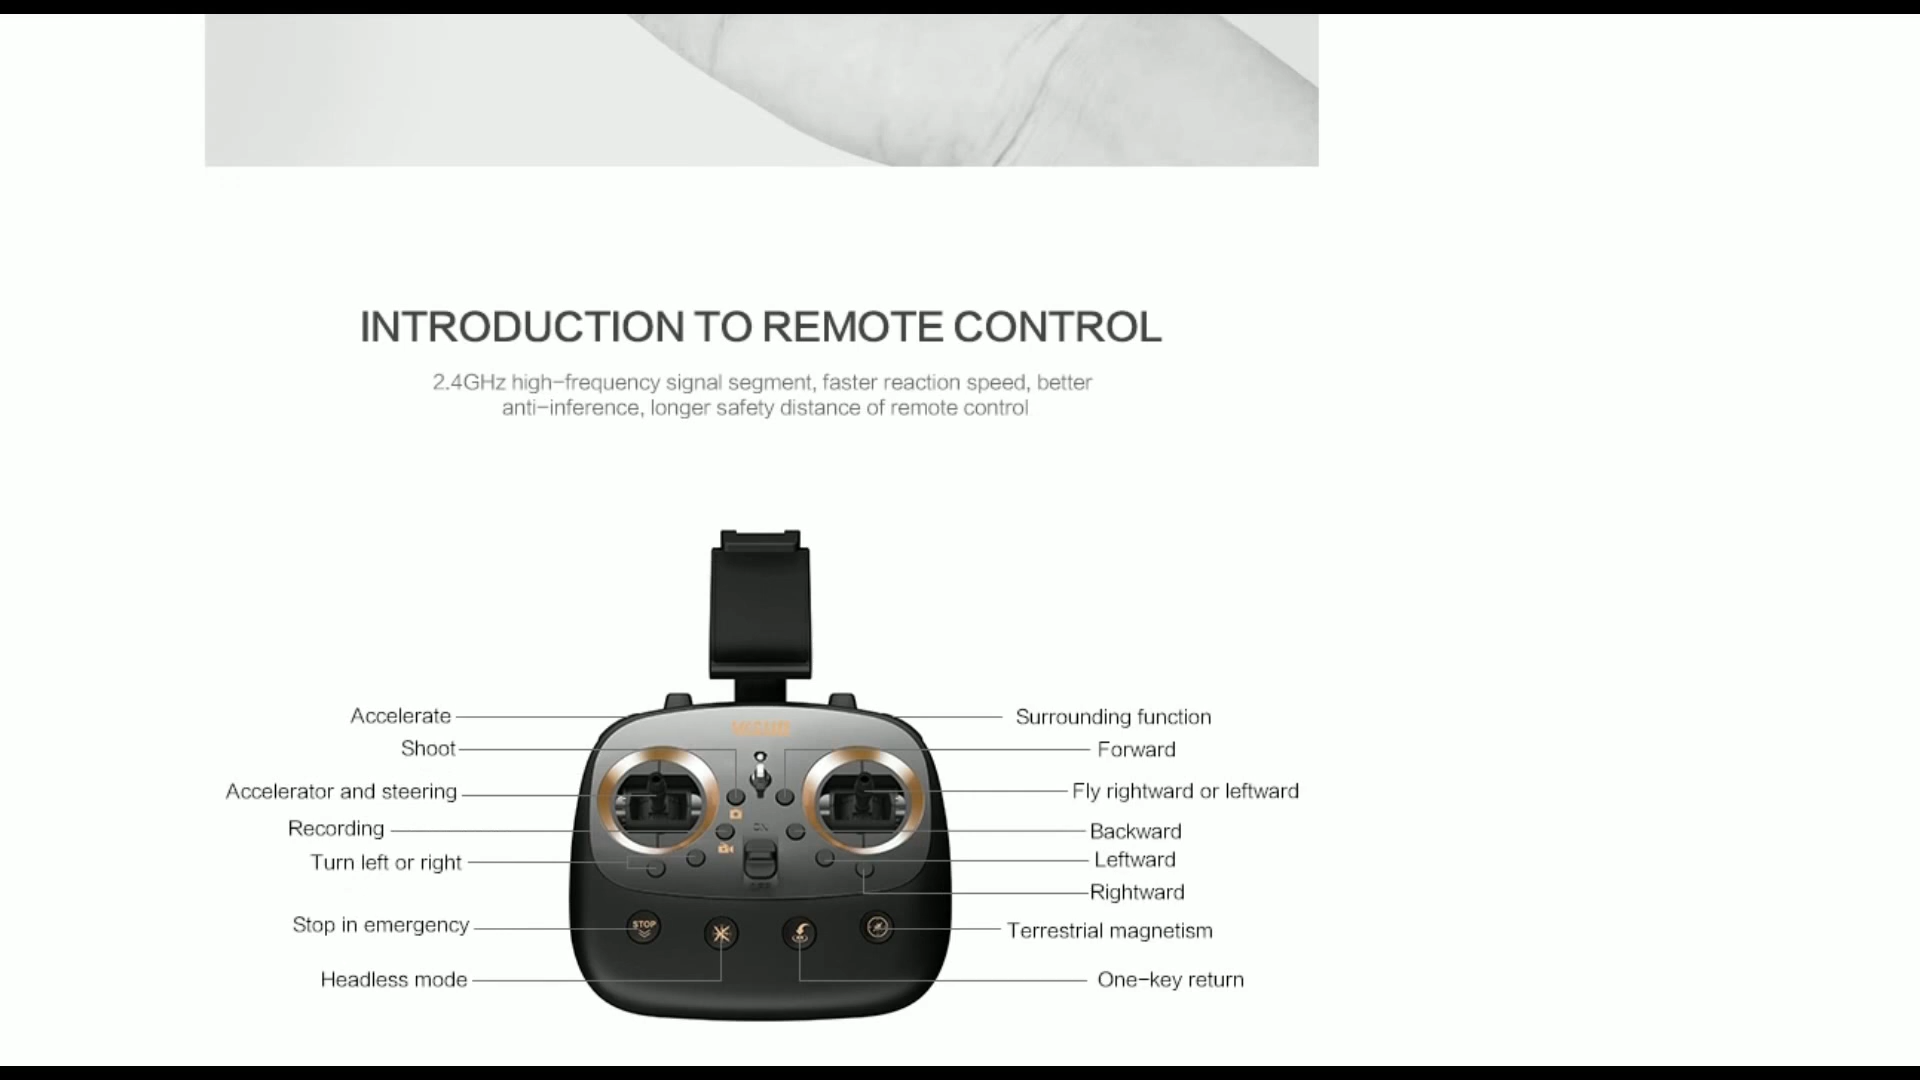 INTRODUCTION TO REMOTE CONTROL
2.4GHz high-frequency signal segment, faster reaction speed, better
anti-inference, longer safety distance of remote control
Accelerate
Surrounding function
Shoot
Forward
Accelerator and steering
Fly rightward or leftward
Recording
Backward
ON
Turn left or right
Leftward
OFF
Rightward
Stop in emergency
STOP
Terrestrial magnetism
Headless mode
One-key return